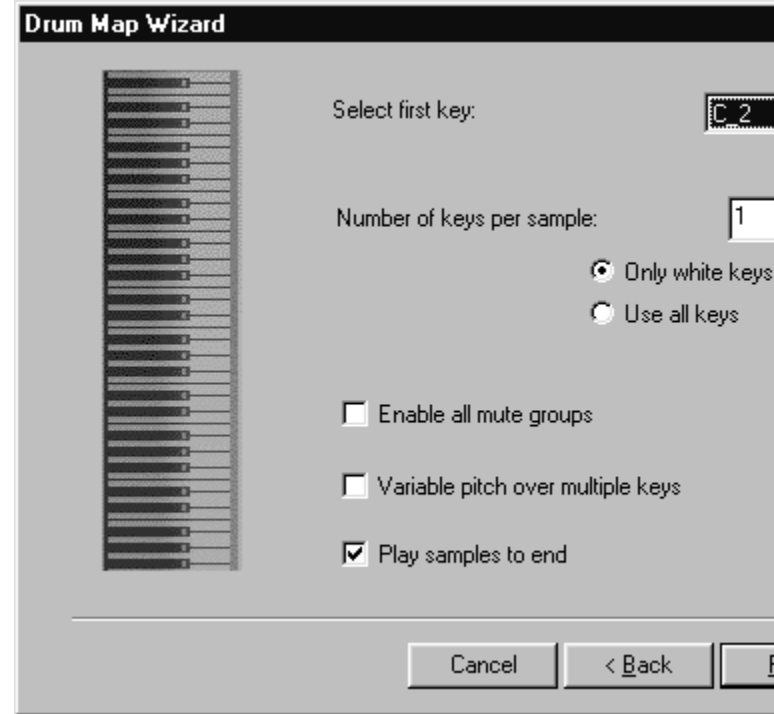 Drum Map Wizard
Select first key:
C_2
Number of keys per sample:
1
Only white keys
Use all keys
Enable all mute groups
Variable pitch over multiple keys
Play samples to end
Cancel
< Back